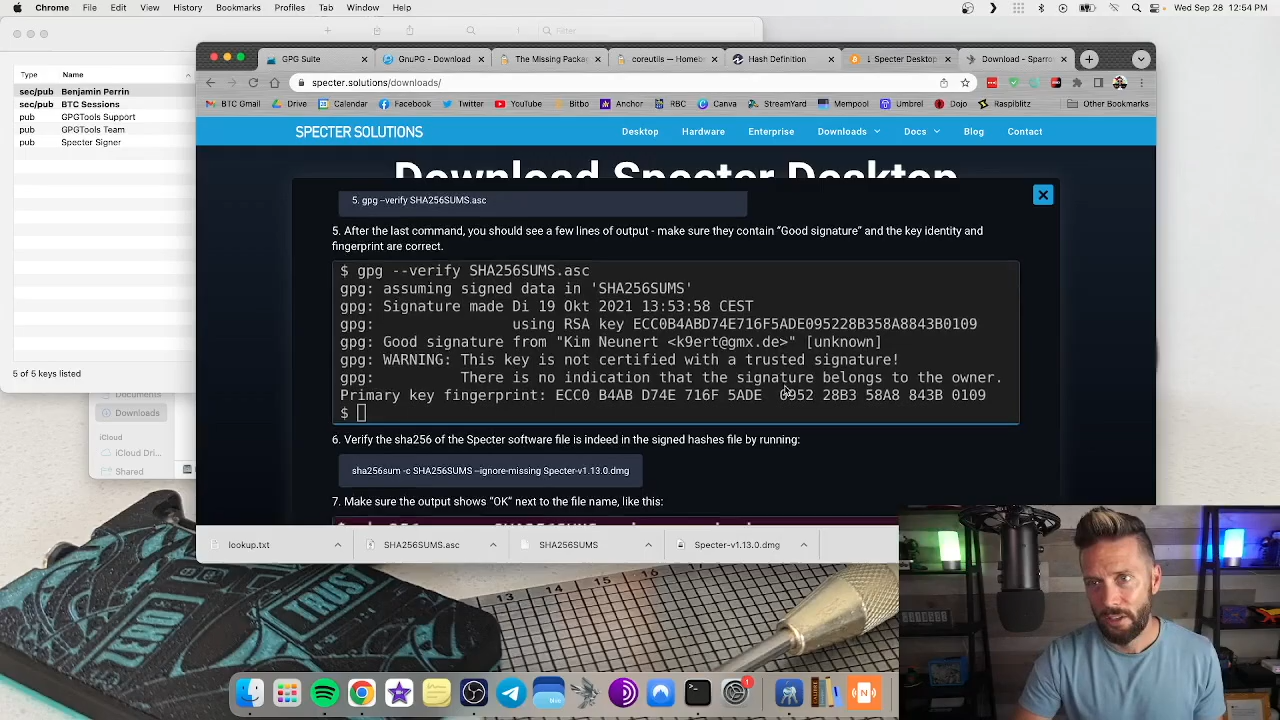 Chrome File Edit View History Bookmarks Profiles Tab Window Help
Wed Sep 28 12:54 PM
Filter
Type Name
sec/pub Benjamin Perrin
sec/pub BTC Sessions
pub GPGTools Support
pub GPGTools Team
pub Specter Signer
5 of 5 keys listed
Downloads
iCloud
iCloud Dri...
Shared
GPG Suite
GnuPG - Download
The Missing Packa
coreutils — Homeb
Hash Definition
Specter Desktop
Download - Sparro
specter.solutions/downloads/
BTC Gmail Drive Calendar Facebook Twitter YouTube Bitbo Anchor RBC Canva StreamYard Mempool Umbrel Dojo Raspiblitz Other Bookmarks
SPECTER SOLUTIONS Desktop Hardware Enterprise Downloads Docs Blog Contact
Download Specter Desktop
5. gpg –verify SHA256SUMS.asc
5. After the last command, you should see a few lines of output - make sure they contain “Good signature” and the key identity and
fingerprint are correct.
$ gpg --verify SHA256SUMS.asc
gpg: assuming signed data in 'SHA256SUMS'
gpg: Signature made Di 19 Okt 2021 13:53:58 CEST
gpg: using RSA key ECC0B4ABD74E716F5ADE095228B358A8843B0109
gpg: Good signature from "Kim Neunert <k9ert@gmx.de>" [unknown]
gpg: WARNING: This key is not certified with a trusted signature!
gpg: There is no indication that the signature belongs to the owner.
Primary key fingerprint: ECC0 B4AB D74E 716F 5ADE 0952 28B3 58A8 843B 0109
$
6. Verify the sha256 of the Specter software file is indeed in the signed hashes file by running:
sha256sum -c SHA256SUMS –ignore-missing Specter-v1.13.0.dmg
7. Make sure the output shows “OK” next to the file name, like this:
lookup.txt
SHA256SUMS.asc
SHA256SUMS
Specter-v1.13.0.dmg
ZERO
TRUST
13 14 15 16 17
1